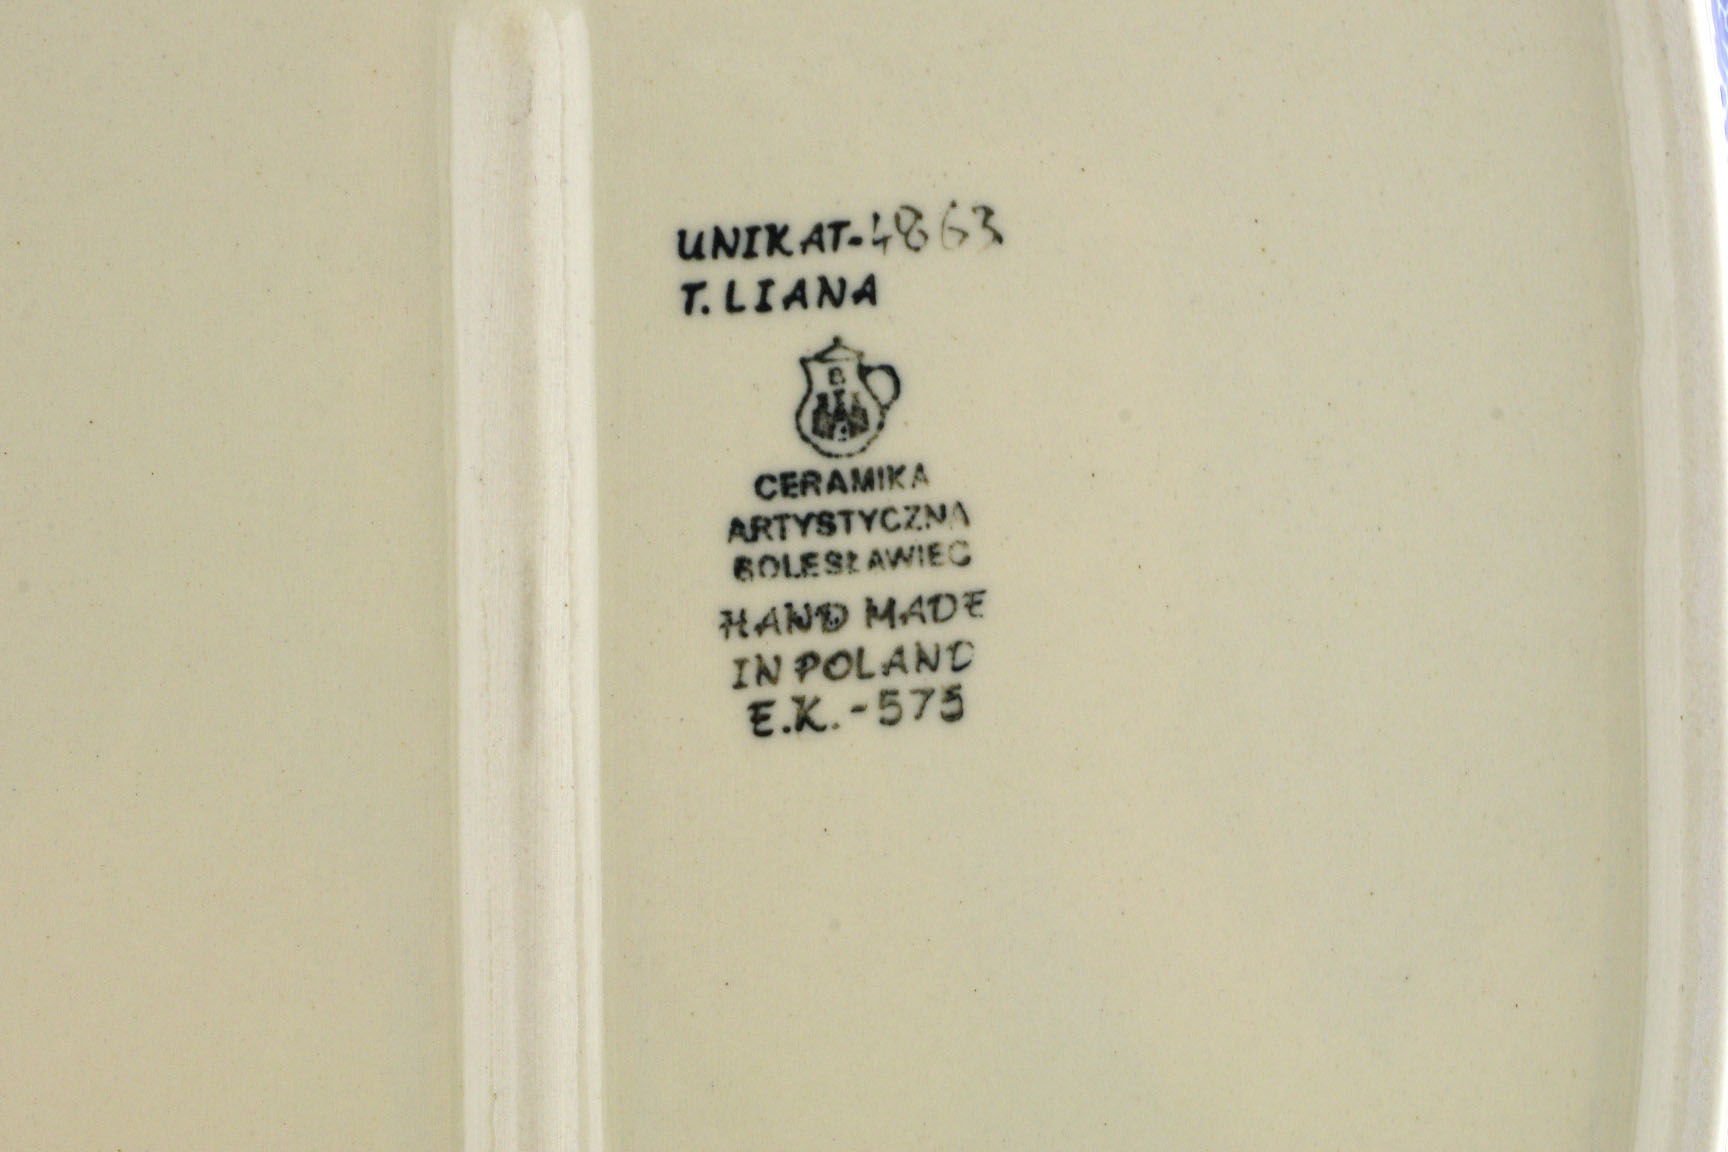 UNIKAT-4863
T. LIANA
B
CERAMIKA
ARTYSTYCZNA
BOLESŁAWIEC
HAND MADE
IN POLAND
E.K.-575